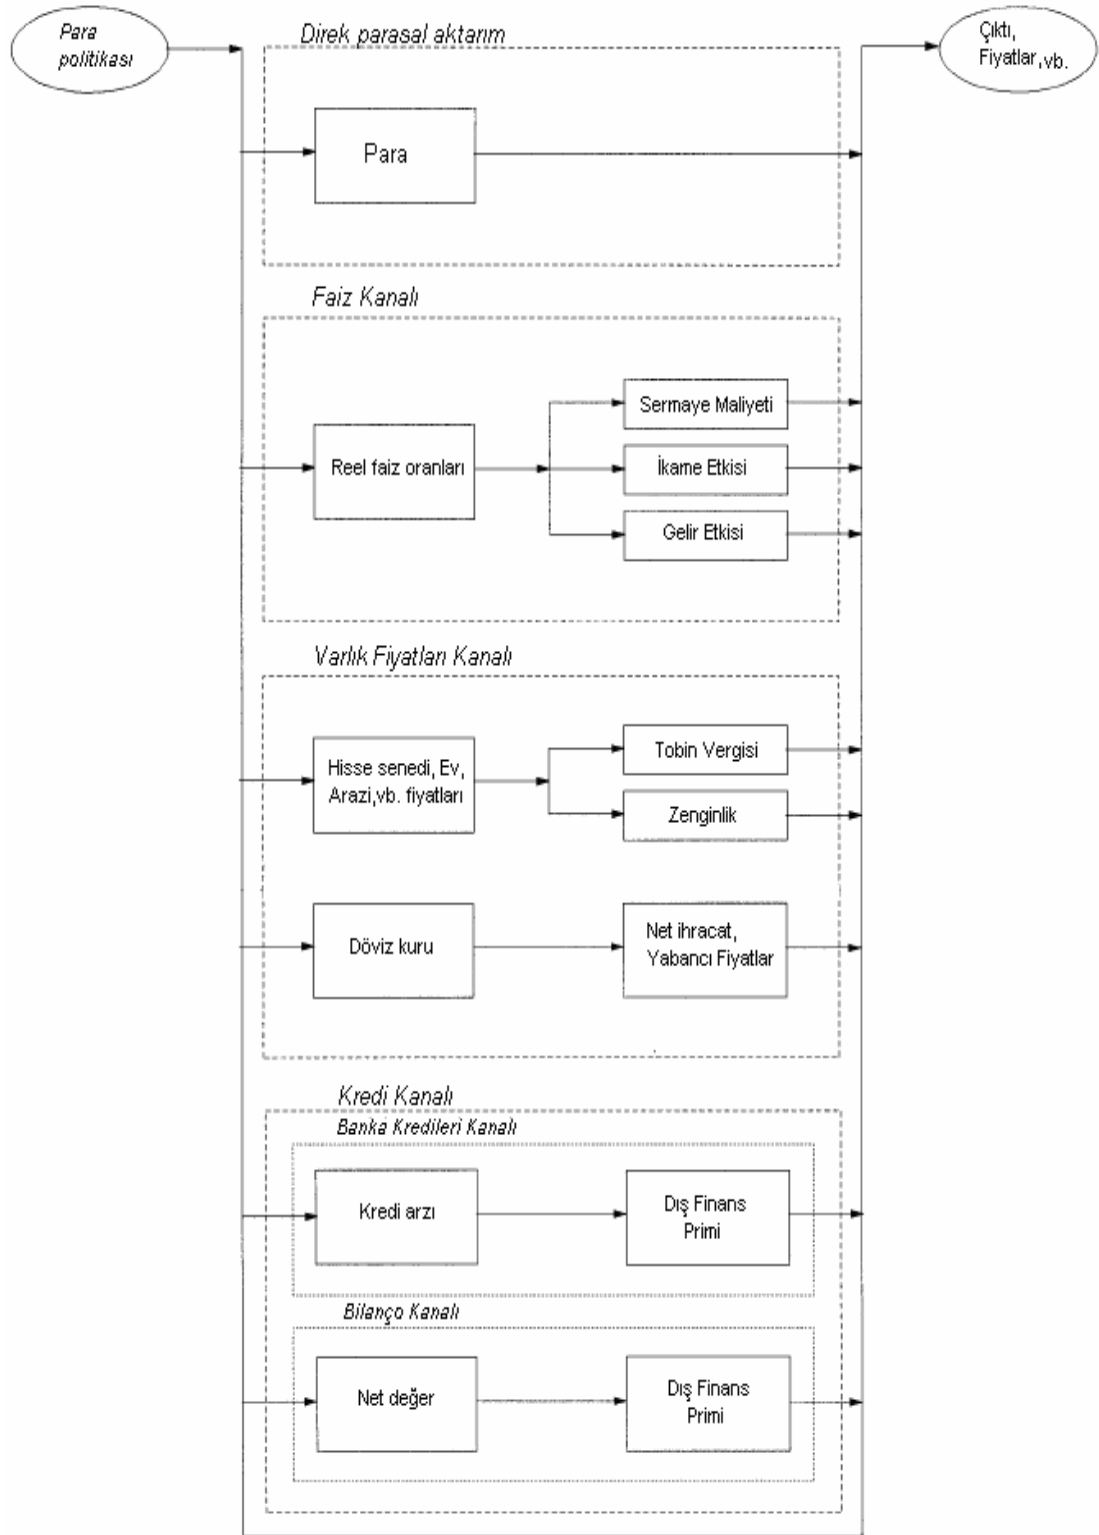 Para
politikası
Direk parasal aktarım
Çıktı,
Fiyatlar,vb.
Para
Faiz Kanalı
Reel faiz oranları
Sermaye Maliyeti
İkame Etkisi
Gelir Etkisi
Varlık Fiyatları Kanalı
Hisse senedi, Ev,
Arazi,vb. fiyatları
Tobin Vergisi
Zenginlik
Döviz kuru
Net ihracat,
Yabancı Fiyatlar
Kredi Kanalı
Banka Kredileri Kanalı
Kredi arzı
Dış Finans
Primi
Bilanço Kanalı
Net değer
Dış Finans
Primi